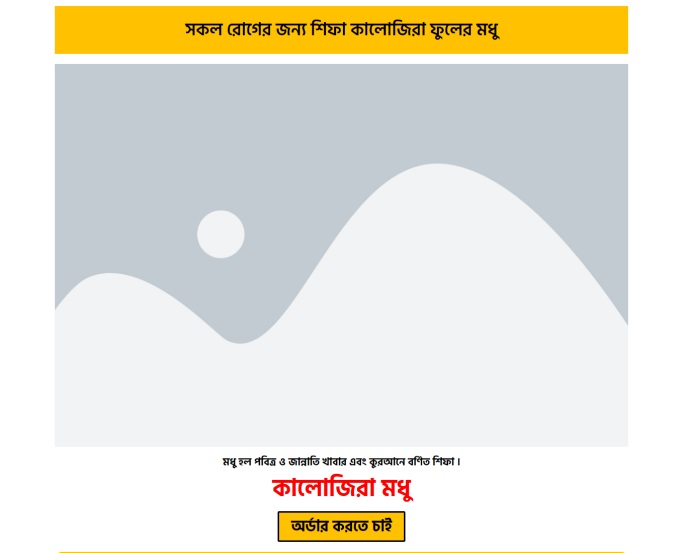 সকল রোগের জন্য শিফা কালোজিরা ফুলের মধু
মধু হল পবিত্র ও জান্নাতি খাবার এবং কুরআনে বর্ণিত শিফা ।
কালোজিরা মধু
অর্ডার করতে চাই